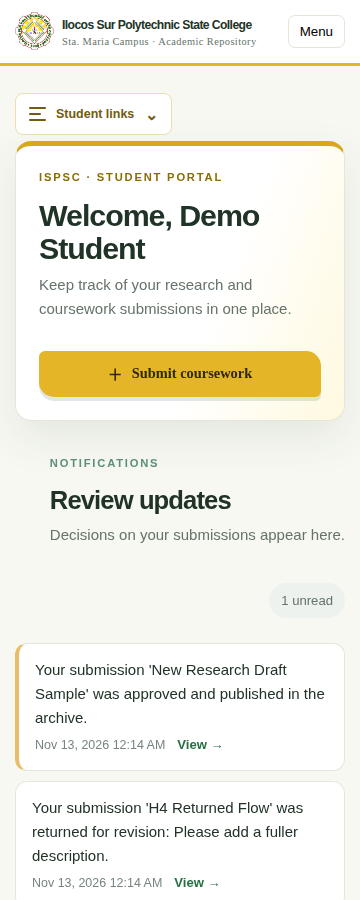 Ilocos Sur Polytechnic State College
Sta. Maria Campus · Academic Repository
Menu
Student links
ISPSC · STUDENT PORTAL
Welcome, Demo
Student
Keep track of your research and
coursework submissions in one place.
+ Submit coursework
NOTIFICATIONS
Review updates
Decisions on your submissions appear here.
1 unread
Your submission 'New Research Draft
Sample' was approved and published in the
archive.
Nov 13, 2026 12:14 AM View →
Your submission 'H4 Returned Flow' was
returned for revision: Please add a fuller
description.
Nov 13, 2026 12:14 AM View →